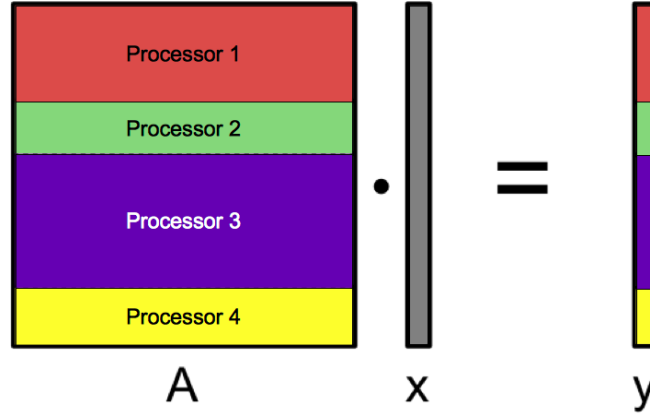 Processor 1
Processor 2
Processor 3
Processor 4
• =
A x y